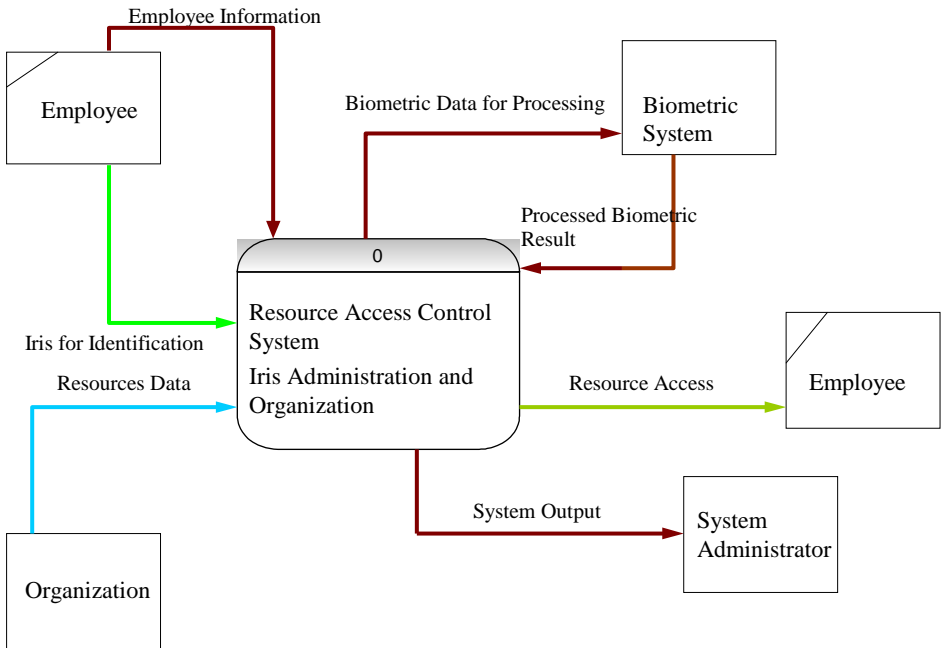 Employee Information
Employee
Biometric Data for Processing
Biometric
System
Processed Biometric
Result
0
Resource Access Control
System
Iris Administration and
Organization
Iris for Identification
Resources Data
Resource Access
Employee
System Output
System
Administrator
Organization